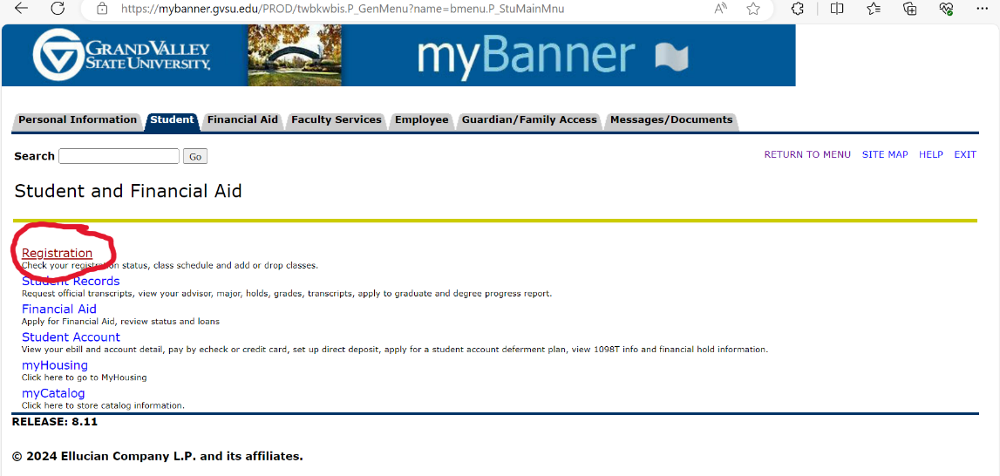 https://mybanner.gvsu.edu/PROD/twbkwbis.P_GenMenu?name=bmenu.P_StuMainMnu
GRAND VALLEY
STATE UNIVERSITY.
myBanner
Personal Information Student Financial Aid Faculty Services Employee Guardian/Family Access Messages/Documents
Search Go RETURN TO MENU SITE MAP HELP EXIT
Student and Financial Aid
Registration
Check your registration status, class schedule and add or drop classes.
Student Records
Request official transcripts, view your advisor, major, holds, grades, transcripts, apply to graduate and degree progress report.
Financial Aid
Apply for Financial Aid, review status and loans
Student Account
View your ebill and account detail, pay by echeck or credit card, set up direct deposit, apply for a student account deferment plan, view 1098T info and financial hold information.
myHousing
Click here to go to MyHousing
myCatalog
Click here to store catalog information.
RELEASE: 8.11
© 2024 Ellucian Company L.P. and its affiliates.